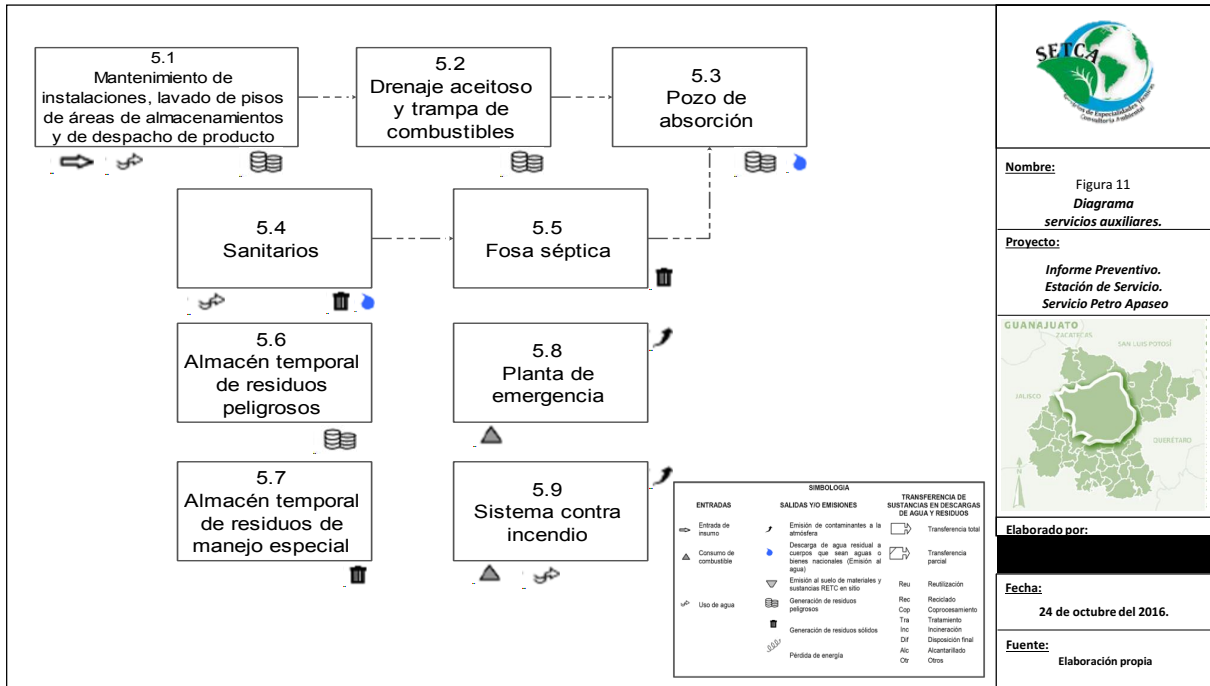 5.1
Mantenimiento de
instalaciones, lavado de pisos
de áreas de almacenamientos
y de despacho de producto
5.2
Drenaje aceitoso
y trampa de
combustibles
5.3
Pozo de
absorción
5.4
Sanitarios
5.5
Fosa séptica
5.6
Almacén temporal
de residuos
peligrosos
5.8
Planta de
emergencia
5.7
Almacén temporal
de residuos de
manejo especial
5.9
Sistema contra
incendio
SIMBOLOGIA
ENTRADAS
SALIDAS Y/O EMISIONES
TRANSFERENCIA DE
SUSTANCIAS EN DESCARGAS
DE AGUA Y RESIDUOS
Entrada de
insumo
Consumo de
combustible
Uso de agua
Emisión de contaminantes a la
atmósfera
Descarga de agua residual a
cuerpos que sean aguas o
bienes nacionales (Emisión al
agua)
Emisión al suelo de materiales y
sustancias RETC en sitio
Generación de residuos
peligrosos
Generación de residuos sólidos
Pérdida de energía
Transferencia total
Transferencia
parcial
Reu Reutilización
Rec Reciclado
Cop Coprocesamiento
Tra Tratamiento
Inc Incineración
Dif Disposición final
Alc Alcantarillado
Otr Otros
SETCA
Servicios de Especialidades Técnicas
Consultoría Ambiental
Nombre:
Figura 11
Diagrama
servicios auxiliares.
Proyecto:
Informe Preventivo.
Estación de Servicio.
Servicio Petro Apaseo
GUANAJUATO
ZACATECAS
SAN LUIS POTOSÍ
JALISCO
QUERÉTARO
N
Elaborado por:
Fecha:
24 de octubre del 2016.
Fuente:
Elaboración propia